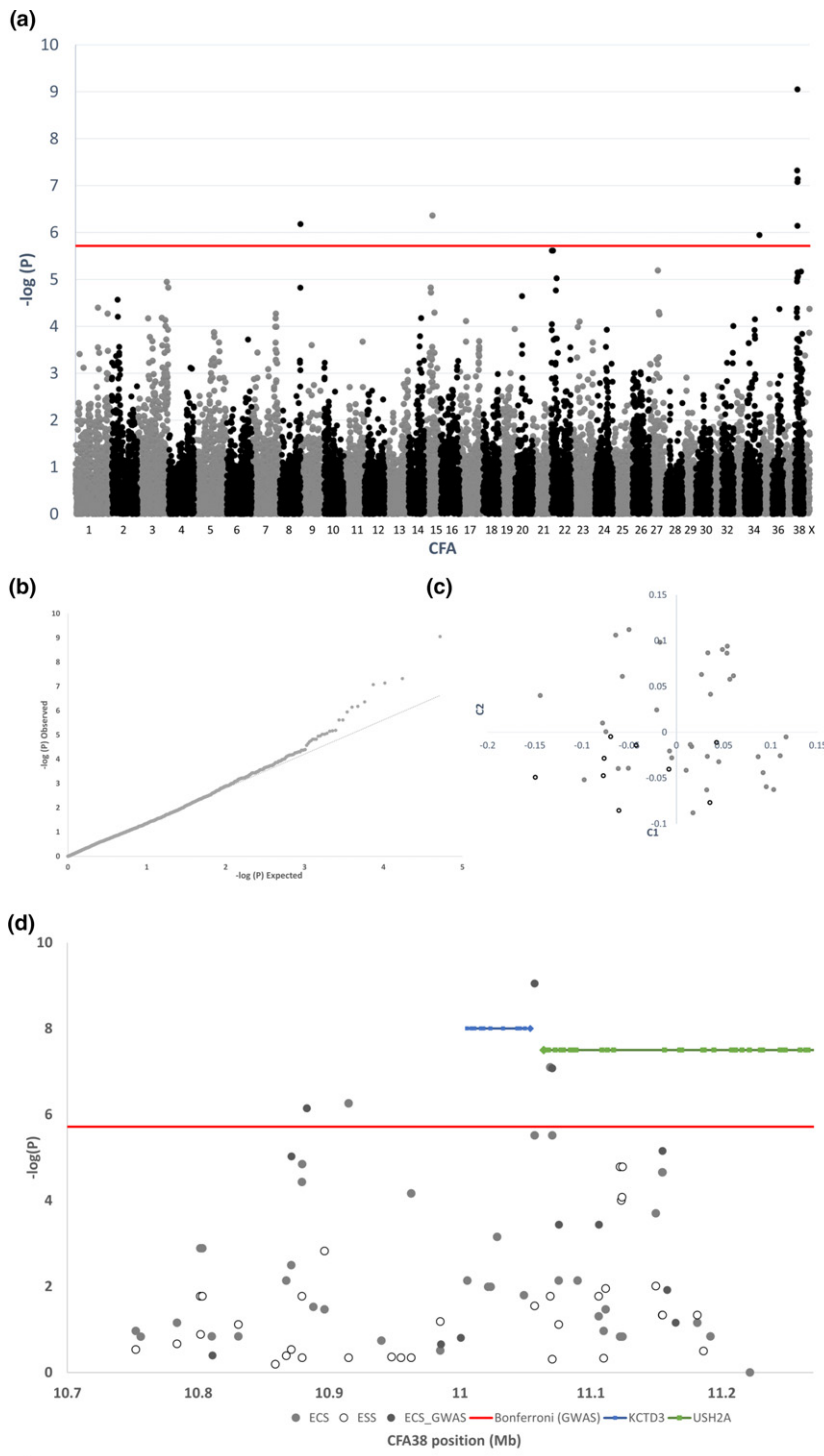 (a)
10
9
8
7
6
5
4
3
2
1
0
-log (P)
1 2 3 4 5 6 7 8 9 10 11 12 13 14 15 16 17 18 19 20 21 22 23 24 25 26 27 28 29 30 32 34 36 38 X
CFA
(b)
10
9
8
7
6
5
4
3
2
1
0
-log (P) Observed
0 1 2 3 4 5
-log (P) Expected
(c)
0.15
0.1
0.05
0
-0.05
-0.1
C2
-0.2 -0.15 -0.1 -0.05 0 0.05 0.1 0.15
C1
(d)
10
8
6
4
2
0
-log(P)
10.7 10.8 10.9 11 11.1 11.2
ECS ESS ECS_GWAS Bonferroni (GWAS) KCTD3 USH2A
CFA38 position (Mb)